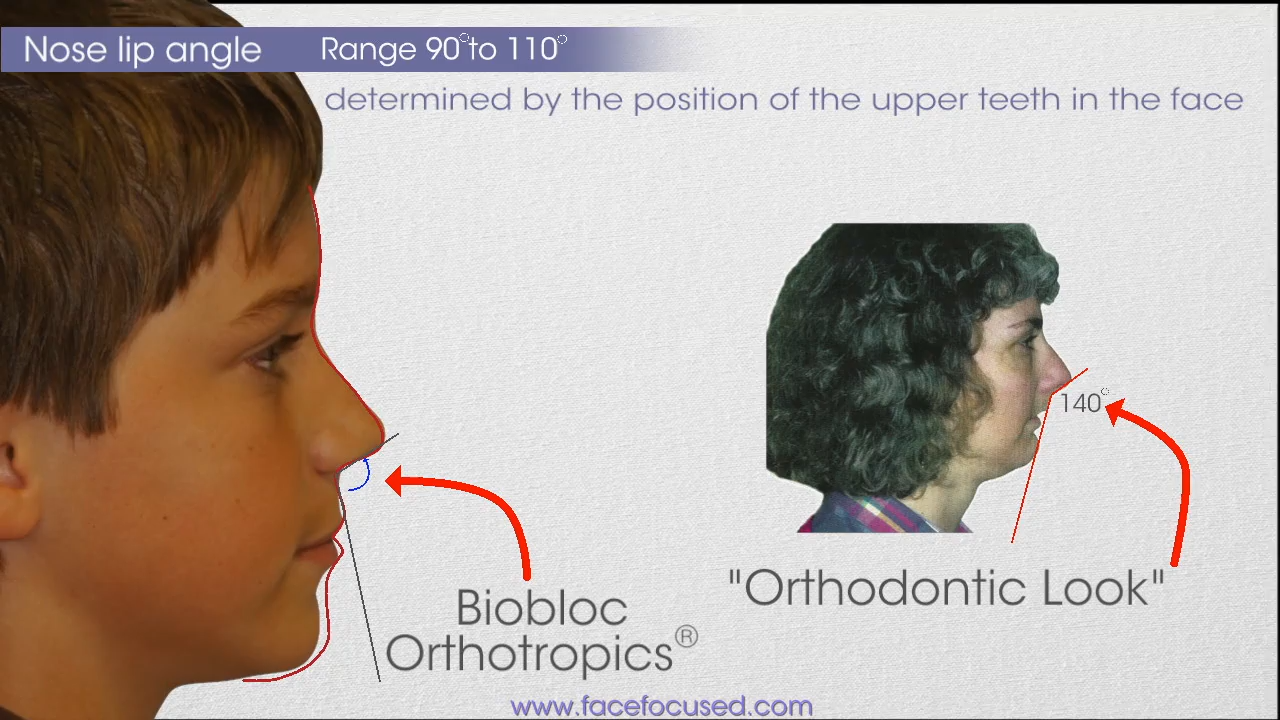 Nose lip angle Range 90° to 110°
determined by the position of the upper teeth in the face
140°
"Orthodontic Look"
Biobloc
Orthotropics®
www.facefocused.com